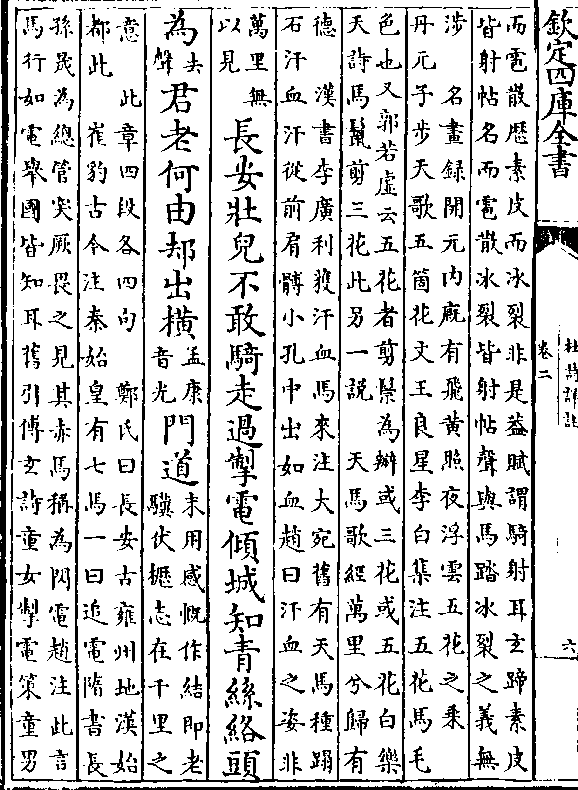 欽定四庫全書
杜詩詳註
卷二
六
而雹散歷素皮而冰裂非是蓋賦謂騎射耳玄蹄素皮
皆射帖名而雹散冰裂皆射帖聲與馬踏冰裂之義無
涉 名畫録開元内廐有飛黄照夜浮雲五花之乘
丹元子步天歌五箇花文王良星李白集注五花馬毛
色也又郭若虛云五花者剪鬃為辦或三花或五花白樂
天詩馬鬣剪三花此另一說 天馬歌經萬里兮歸有
德 漢書李廣利獲汗血馬來注大宛舊有天馬種蹋
石汗血汗從前肩髆小孔中出如血趙曰汗血之姿非
萬里無
以見
長安壯兒不敢騎走過掣電傾城知青絲絡頭
為
去
聲
君老何由却出橫
孟康
音光
門道
末用感慨作結即老
驥伏櫪志在千里之
意 此章四段各四句 鄭氏曰長安古雍州地漢始
都此 崔豹古今注秦始皇有七馬一曰追電隋書長
孫晟為總管突厥畏之見其赤馬稱為閃電趙注此言
馬行如電舉國皆知耳舊引傅玄詩童女掣電策童男